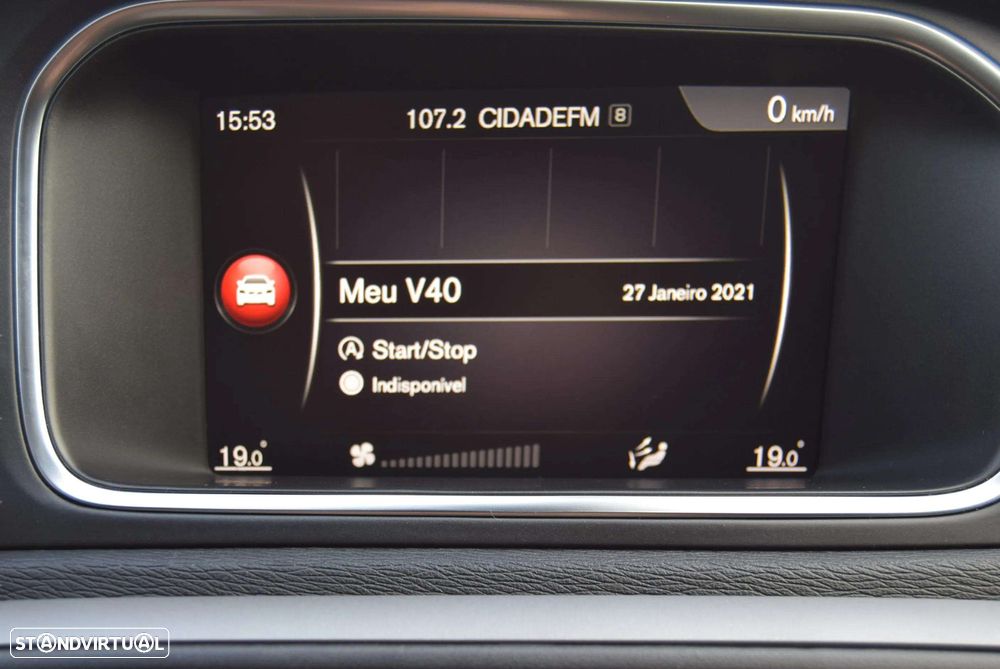 15:53 107.2 CIDADEFM 8 0 km/h
Meu V40 27 Janeiro 2021
A Start/Stop
Indisponivel
19.0° 19.0°
STANDVIRTUAL